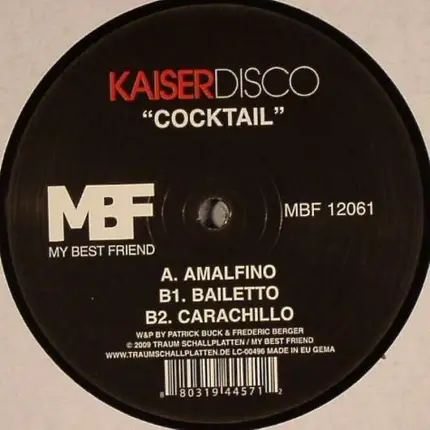 KAISERDISCO
"COCKTAIL"
MBF
MY BEST FRIEND
MBF 12061
A. AMALFINO
B1. BAILETTO
B2. CARACHILLO
W&P BY PATRICK BUCK & FREDERIC BERGER
© 2009 TRAUM SCHALLPLATTEN / MY BEST FRIEND
WWW.TRAUMSCHALLPLATTEN.DE LC-00496 MADE IN EU GEMA
8 80319 44571 2